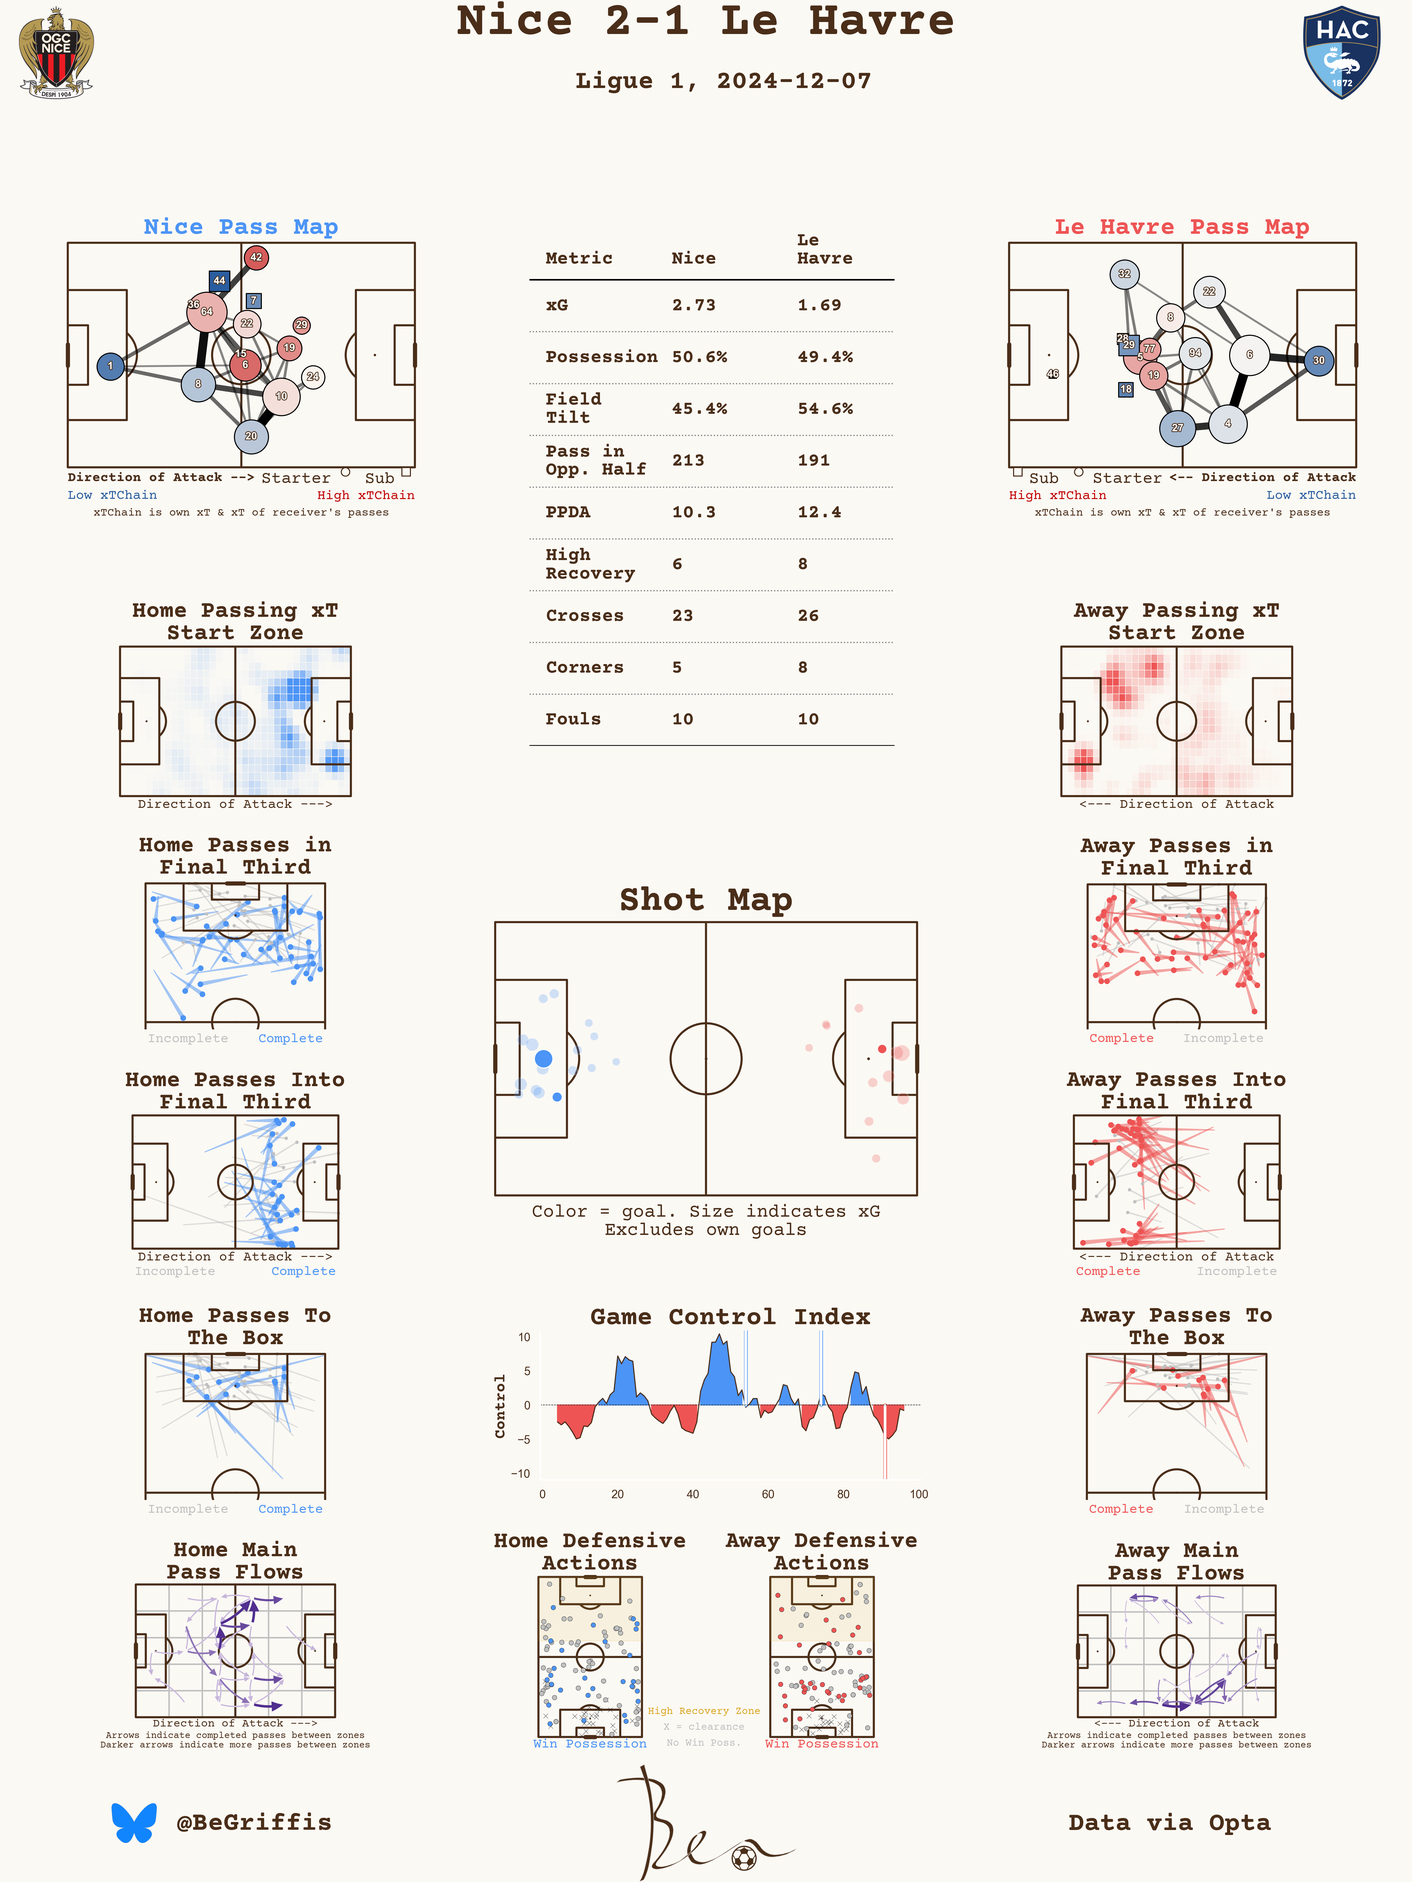 Nice 2-1 Le Havre
Ligue 1, 2024-12-07
OGC
NICE
DESPI 1904
HAC
1872
Nice Pass Map
42
44
7
36
64
22
29
15
19
1
6
24
8
10
20
Direction of Attack --> Starter Sub
Low xTChain High xTChain
xTChain is own xT & xT of receiver's passes
Metric Nice Le
Havre
xG 2.73 1.69
Possession 50.6% 49.4%
Field
Tilt 45.4% 54.6%
Pass in
Opp. Half 213 191
PPDA 10.3 12.4
High
Recovery 6 8
Crosses 23 26
Corners 5 8
Fouls 10 10
Le Havre Pass Map
32
22
8
28
29
77
5
94
6
30
46
19
18
27
4
Sub Starter <-- Direction of Attack
High xTChain Low xTChain
xTChain is own xT & xT of receiver's passes
Home Passing xT
Start Zone
Direction of Attack --->
Away Passing xT
Start Zone
<--- Direction of Attack
Home Passes in
Final Third
Incomplete Complete
Shot Map
Color = goal. Size indicates xG
Excludes own goals
Away Passes in
Final Third
Complete Incomplete
Home Passes Into
Final Third
Direction of Attack --->
Incomplete Complete
Away Passes Into
Final Third
<--- Direction of Attack
Complete Incomplete
Home Passes To
The Box
Incomplete Complete
Game Control Index
Control
10
5
0
−5
−10
0 20 40 60 80 100
Away Passes To
The Box
Complete Incomplete
Home Main
Pass Flows
Direction of Attack --->
Arrows indicate completed passes between zones
Darker arrows indicate more passes between zones
Home Defensive
Actions
Win Possession
High Recovery Zone
X = clearance
No Win Poss.
Away Defensive
Actions
Win Possession
Away Main
Pass Flows
<--- Direction of Attack
Arrows indicate completed passes between zones
Darker arrows indicate more passes between zones
@BeGriffis
Ben
Data via Opta